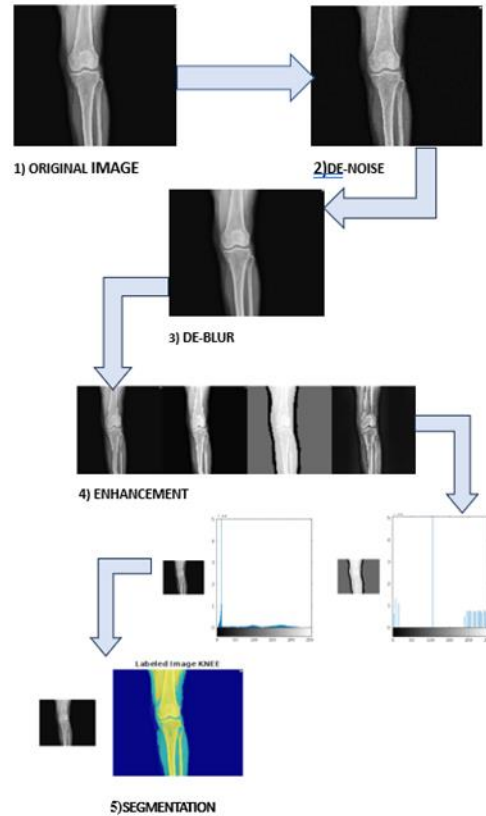 1) ORIGINAL IMAGE
2)DE-NOISE
3) DE-BLUR
4) ENHANCEMENT
Labeled Image KNEE
5)SEGMENTATION